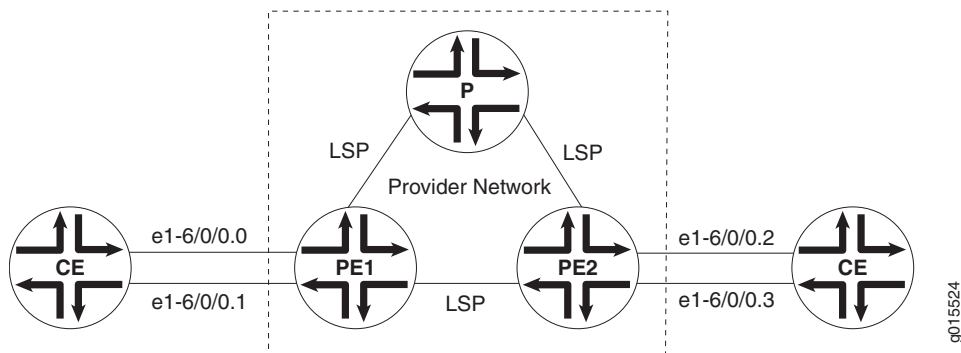 P
LSP
LSP
Provider Network
e1-6/0/0.0
e1-6/0/0.2
CE
PE1
PE2
CE
e1-6/0/0.1
LSP
e1-6/0/0.3
g015524